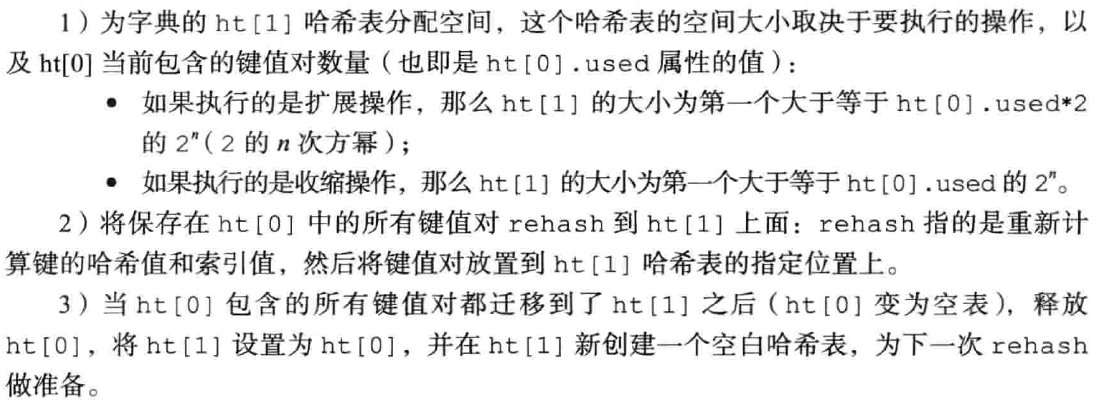 1）为字典的 ht[1] 哈希表分配空间，这个哈希表的空间大小取决于要执行的操作，以
及 ht[0] 当前包含的键值对数量（也即是 ht[0].used 属性的值）：
• 如果执行的是扩展操作，那么 ht[1] 的大小为第一个大于等于 ht[0].used*2
的 2ⁿ（2 的 n 次方幂）；
• 如果执行的是收缩操作，那么 ht[1] 的大小为第一个大于等于 ht[0].used 的 2ⁿ。
2）将保存在 ht[0] 中的所有键值对 rehash 到 ht[1] 上面：rehash 指的是重新计
算键的哈希值和索引值，然后将键值对放置到 ht[1] 哈希表的指定位置上。
3）当 ht[0] 包含的所有键值对都迁移到了 ht[1] 之后（ht[0] 变为空表），释放
ht[0]，将 ht[1] 设置为 ht[0]，并在 ht[1] 新创建一个空白哈希表，为下一次 rehash
做准备。